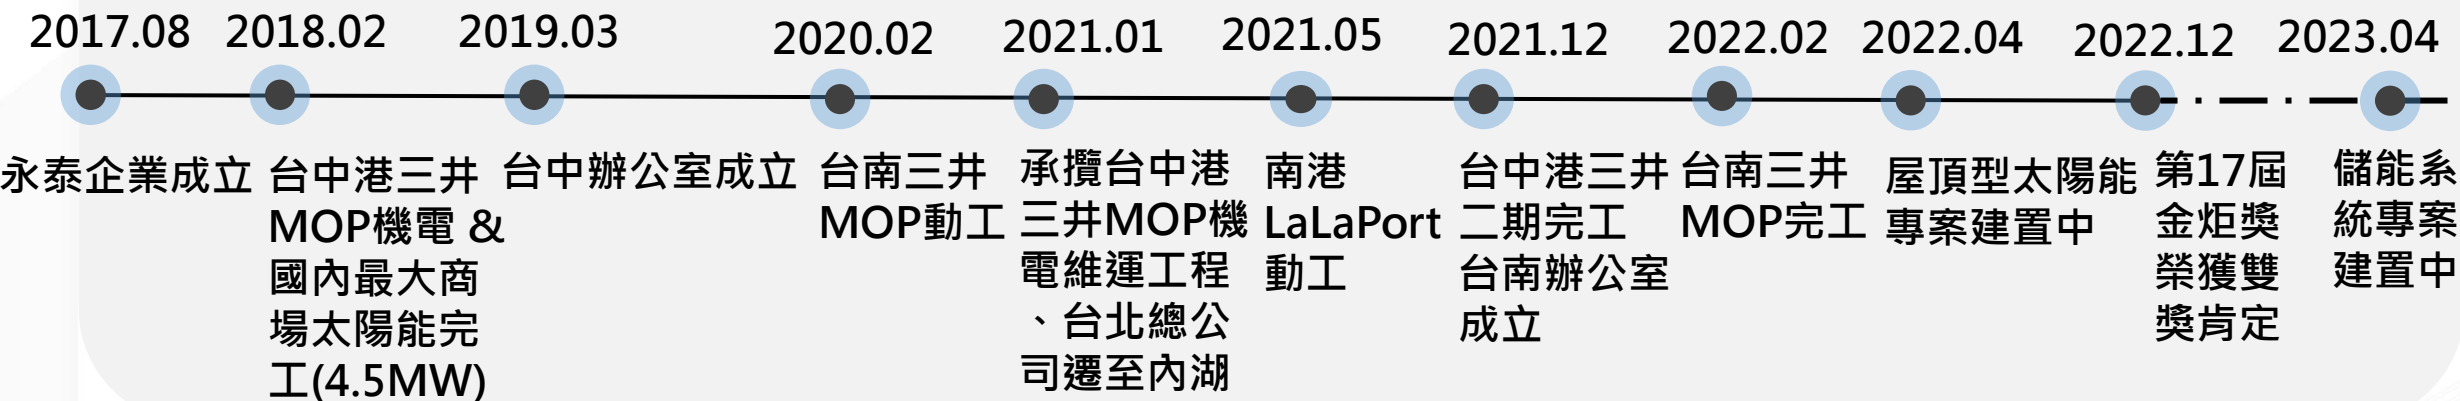 2017.08
永泰企業成立
2018.02
台中港三井
MOP機電 &
國內最大商
場太陽能完
工(4.5MW)
2019.03
台中辦公室成立
2020.02
台南三井
MOP動工
2021.01
承攬台中港
三井MOP機
電維運工程
、台北總公
司遷至內湖
2021.05
南港
LaLaPort
動工
2021.12
台中港三井
二期完工
台南辦公室
成立
2022.02
台南三井
MOP完工
2022.04
屋頂型太陽能
專案建置中
2022.12
第17屆
金炬獎
榮獲雙
獎肯定
2023.04
儲能系
統專案
建置中